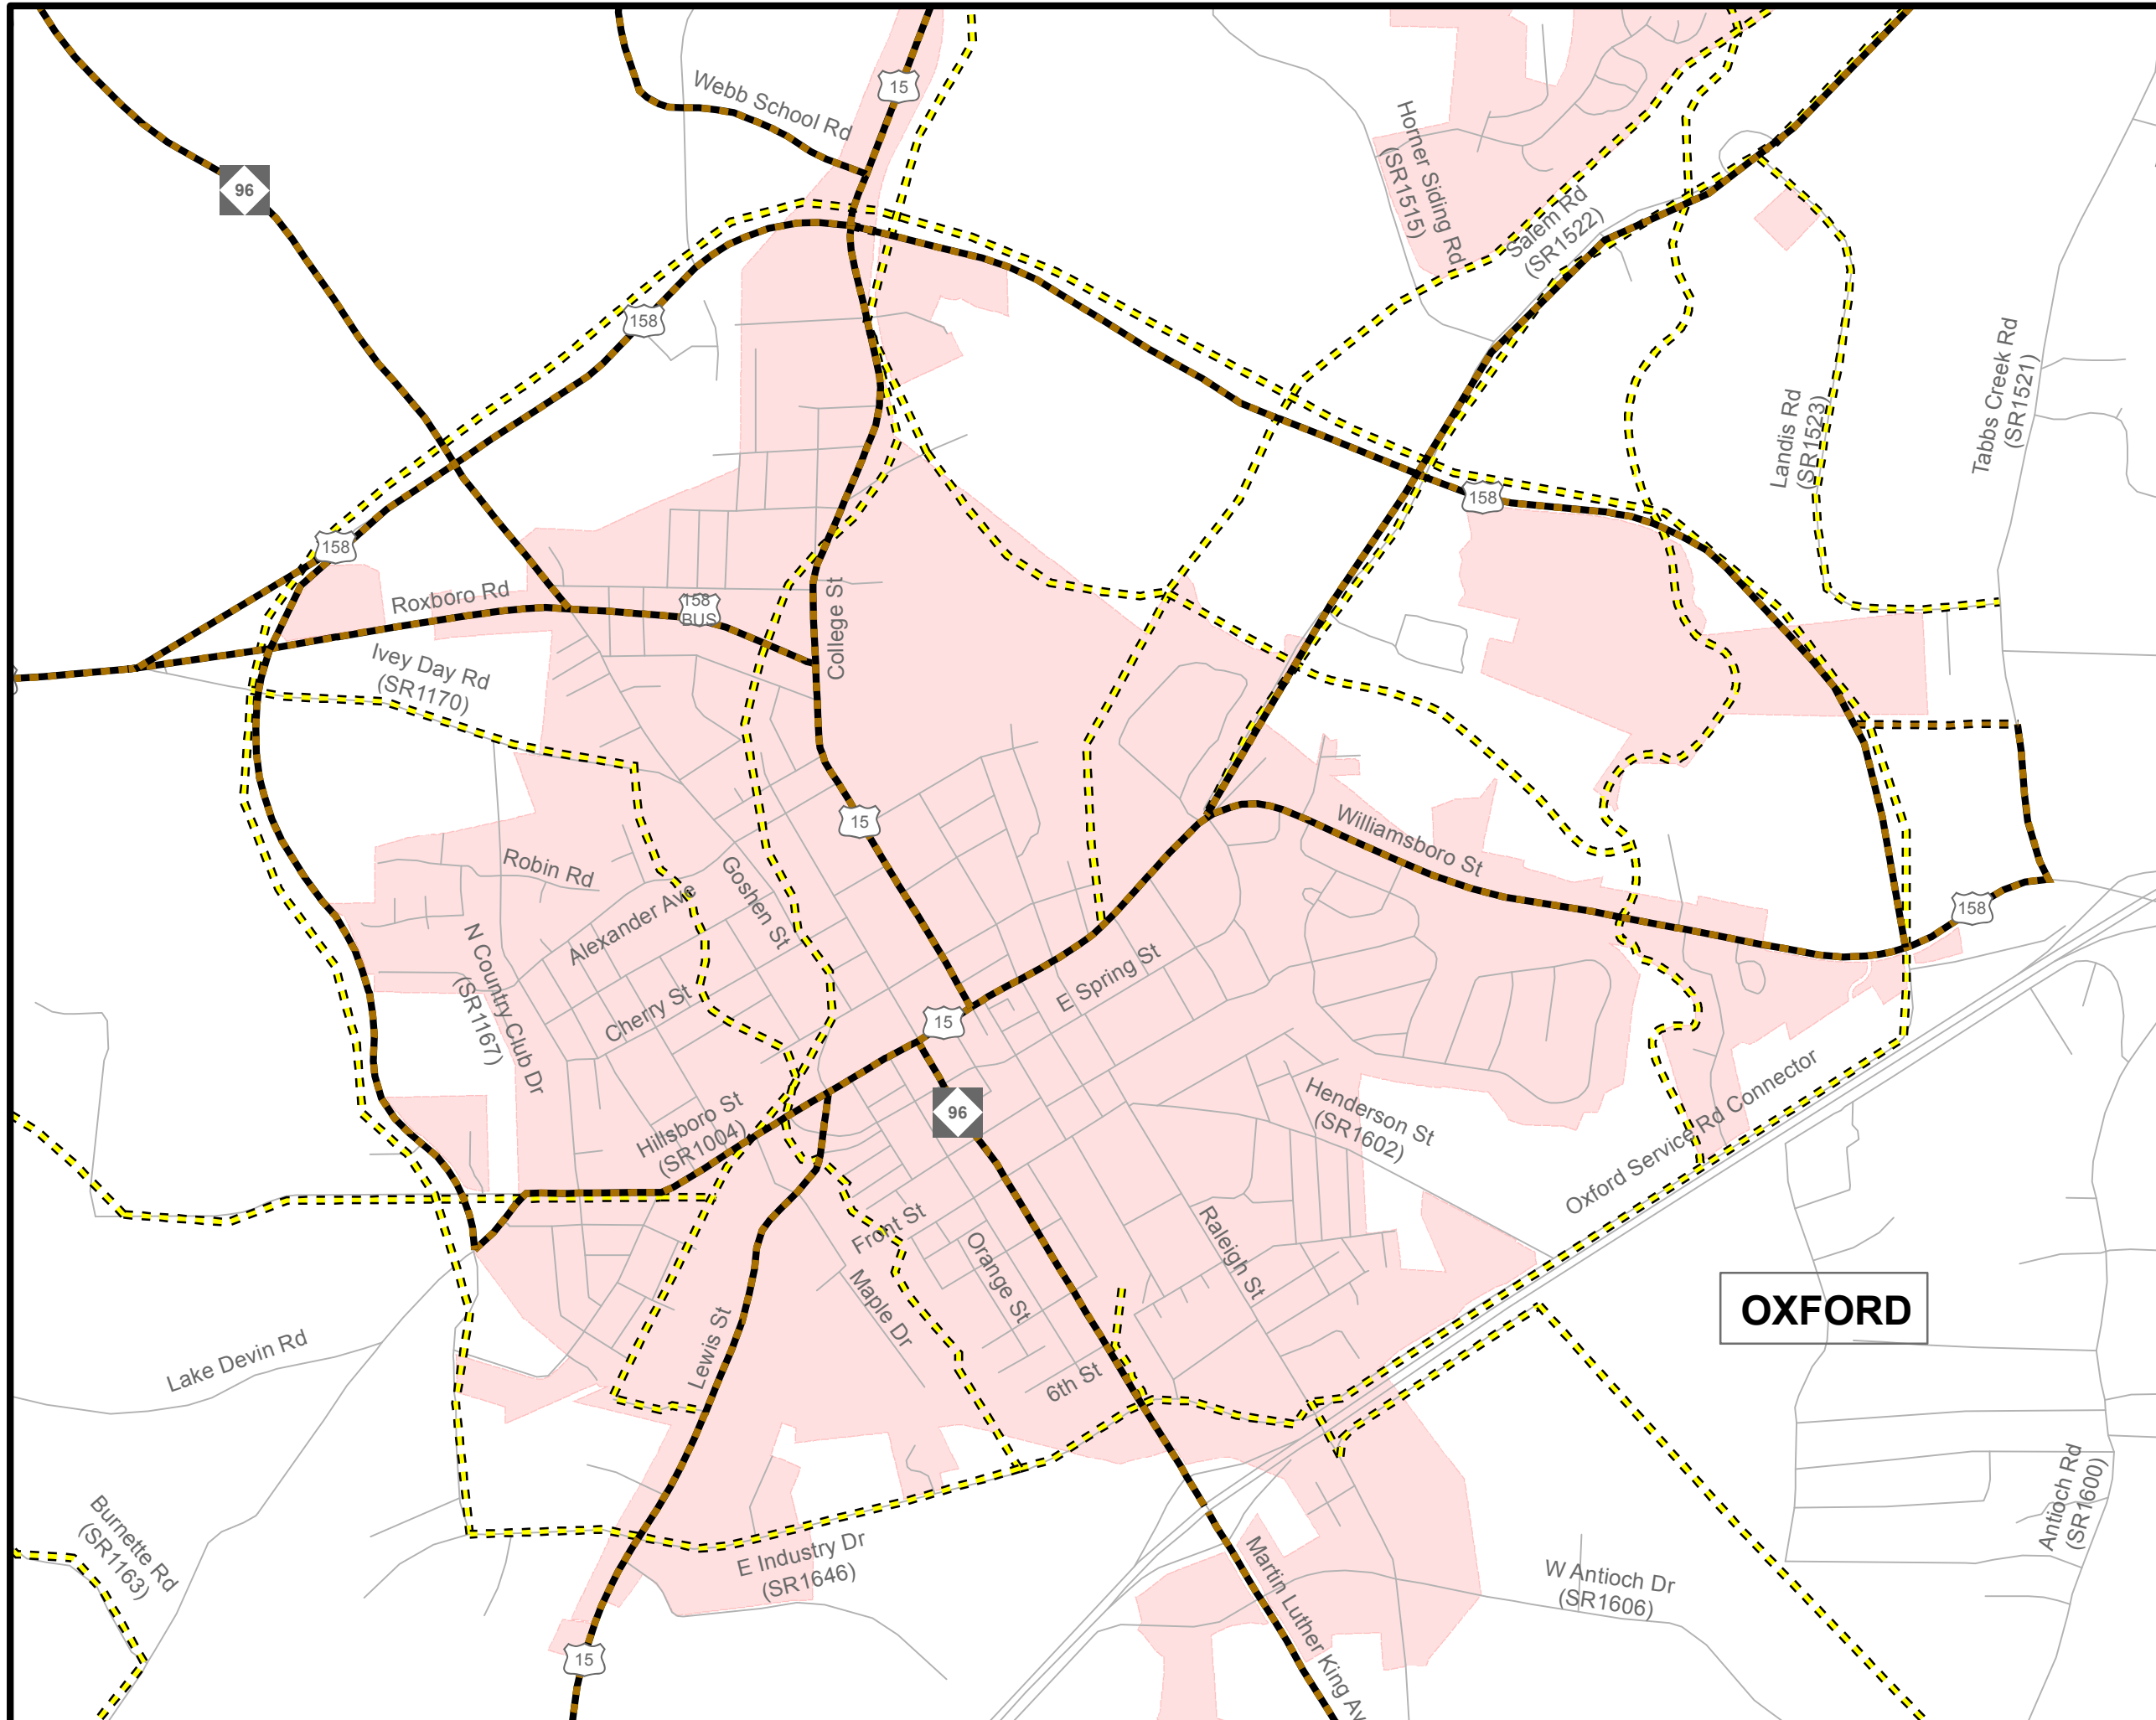 15
Webb School Rd
96
Horner Siding Rd
(SR1515)
Salem Rd
(SR1522)
158
Tabbs Creek Rd
(SR1521)
Landis Rd
(SR1523)
158
158
Roxboro Rd
158
BUS
College St
Ivey Day Rd
(SR1170)
15
Williamsboro St
Robin Rd
Goshen St
Alexander Ave
158
N Country Club Dr
(SR1167)
E Spring St
Cherry St
15
96
Hillsboro St
(SR1004)
Henderson St
(SR1602)
Oxford Service Rd Connector
Front St
Orange St
Raleigh St
Maple Dr
OXFORD
Lewis St
Lake Devin Rd
6th St
Antioch Rd
(SR1600)
Burnette Rd
(SR1163)
E Industry Dr
(SR1646)
W Antioch Dr
(SR1606)
Martin Luther King Av
15